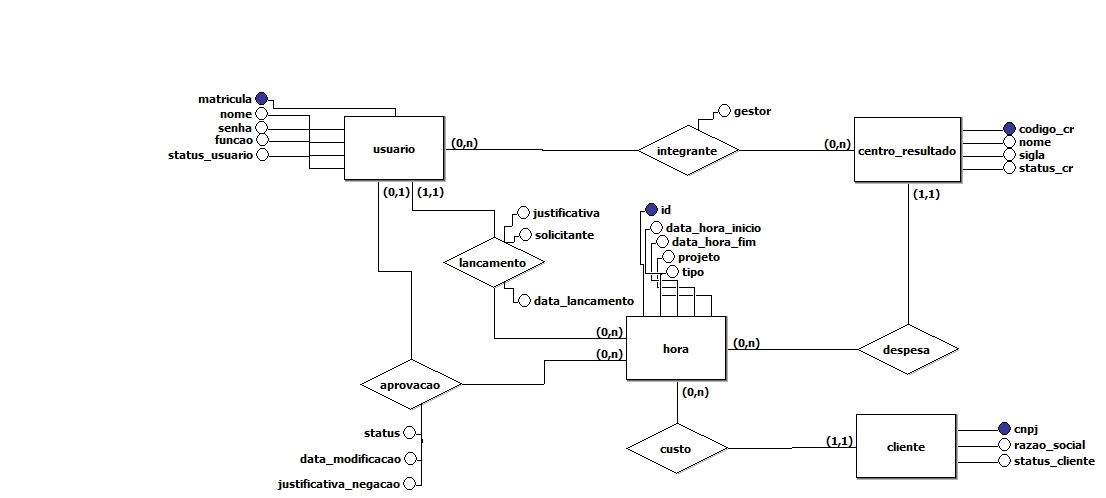 matricula
nome
senha
funcao
status_usuario
usuario
(0,n)
integrante
gestor
(0,n)
centro_resultado
codigo_cr
nome
sigla
status_cr
(0,1)
(1,1)
(1,1)
justificativa
solicitante
lancamento
data_lancamento
id
data_hora_inicio
data_hora_fim
projeto
tipo
(0,n)
(0,n)
hora
(0,n)
despesa
aprovacao
(0,n)
status
data_modificacao
justificativa_negacao
custo
(1,1)
cliente
cnpj
razao_social
status_cliente